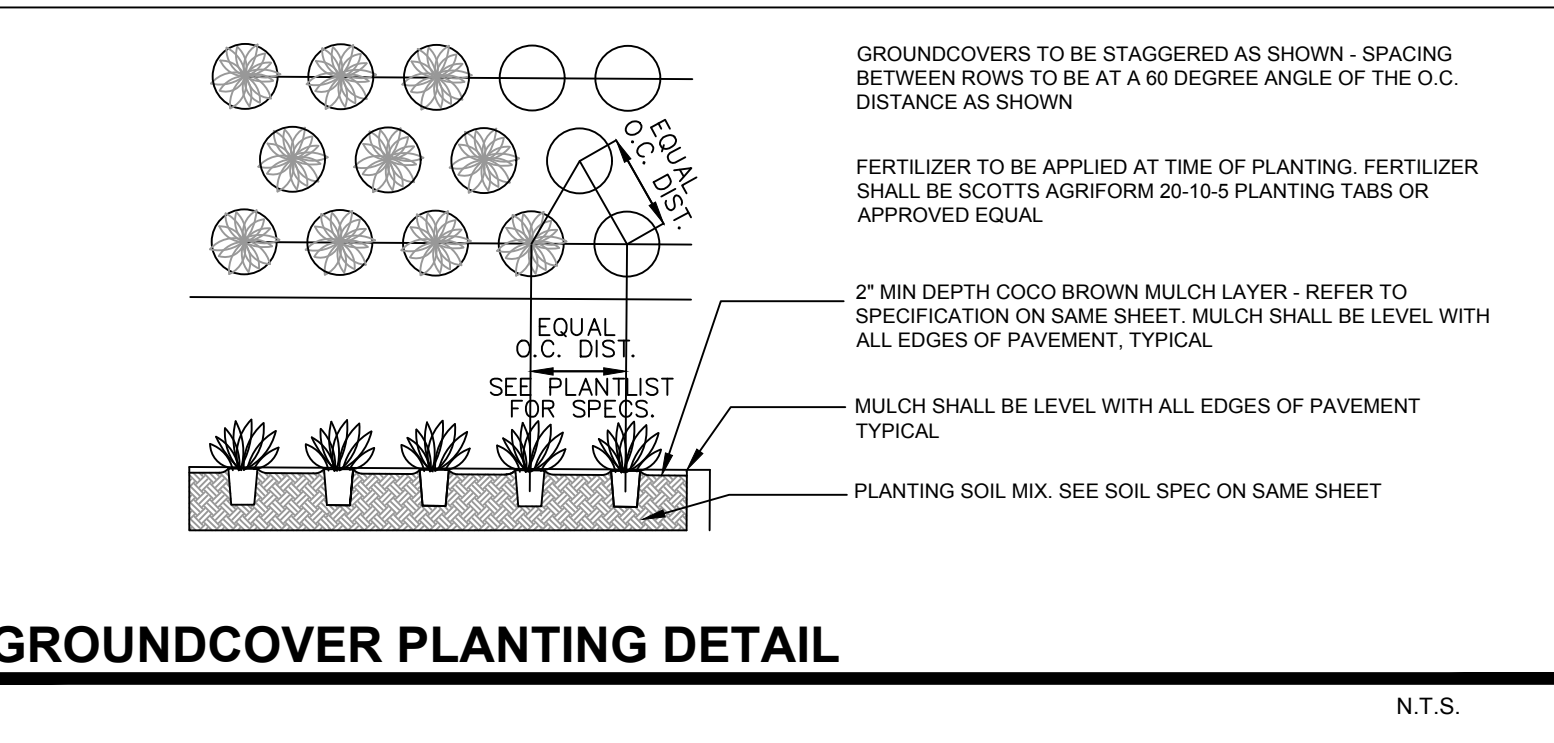 GROUNDCOVERS TO BE STAGGERED AS SHOWN - SPACING
BETWEEN ROWS TO BE AT A 60 DEGREE ANGLE OF THE O.C.
DISTANCE AS SHOWN
EQUAL
O.C. DIST.
FERTILIZER TO BE APPLIED AT TIME OF PLANTING. FERTILIZER
SHALL BE SCOTTS AGRIFORM 20-10-5 PLANTING TABS OR
APPROVED EQUAL
2" MIN DEPTH COCO BROWN MULCH LAYER - REFER TO
SPECIFICATION ON SAME SHEET. MULCH SHALL BE LEVEL WITH
ALL EDGES OF PAVEMENT, TYPICAL
EQUAL
O.C. DIST.
SEE PLANTLIST
FOR SPECS.
MULCH SHALL BE LEVEL WITH ALL EDGES OF PAVEMENT
TYPICAL
PLANTING SOIL MIX. SEE SOIL SPEC ON SAME SHEET
GROUNDCOVER PLANTING DETAIL
N.T.S.